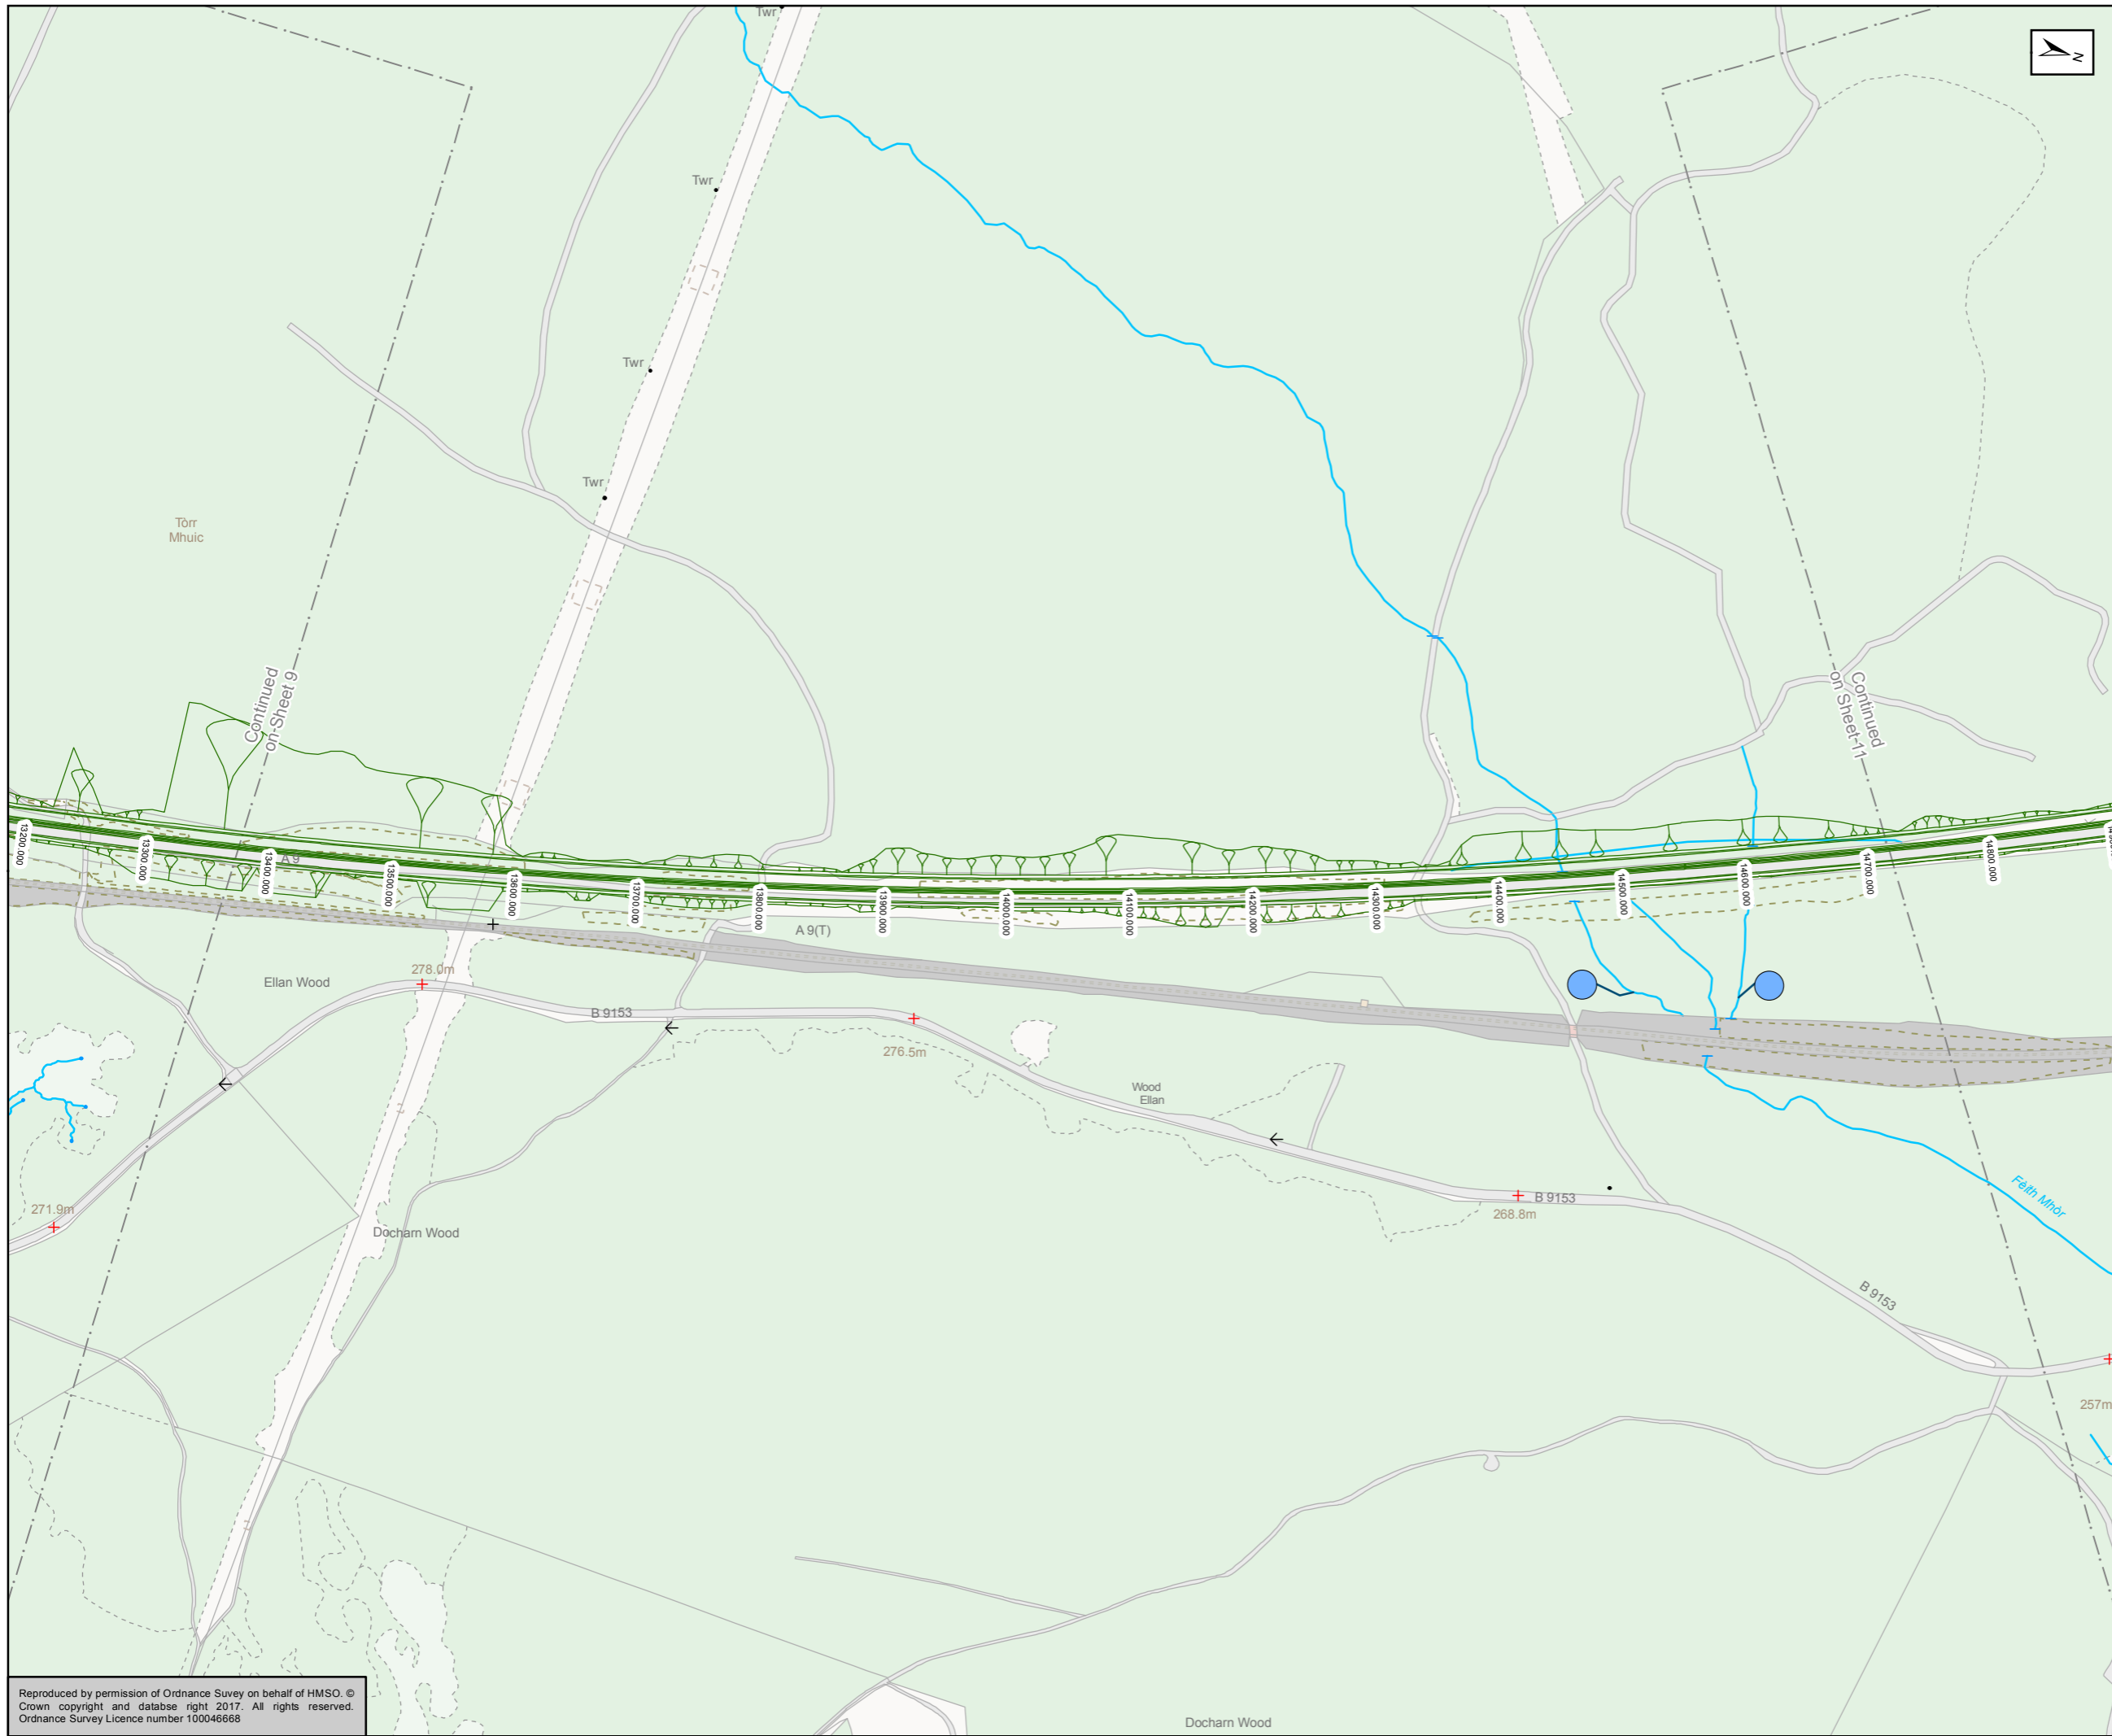 Twr
N
Twr
Twr
Twr
Tòrr
Mhuic
Continued
on Sheet 9
Continued
on Sheet 11
A 9
13200.000
13300.000
13400.000
13500.000
13600.000
13700.000
13800.000
13900.000
14000.000
14100.000
14200.000
14300.000
14400.000
14500.000
14600.000
14700.000
14800.000
A 9(T)
278.0m
Ellan Wood
B 9153
276.5m
Wood
Ellan
271.9m
Docharn Wood
B 9153
268.8m
Féith Mhòr
B 9153
257m
Reproduced by permission of Ordnance Suvey on behalf of HMSO. ©
Crown copyright and databse right 2017. All rights reserved.
Ordnance Survey Licence number 100046668
Docharn Wood